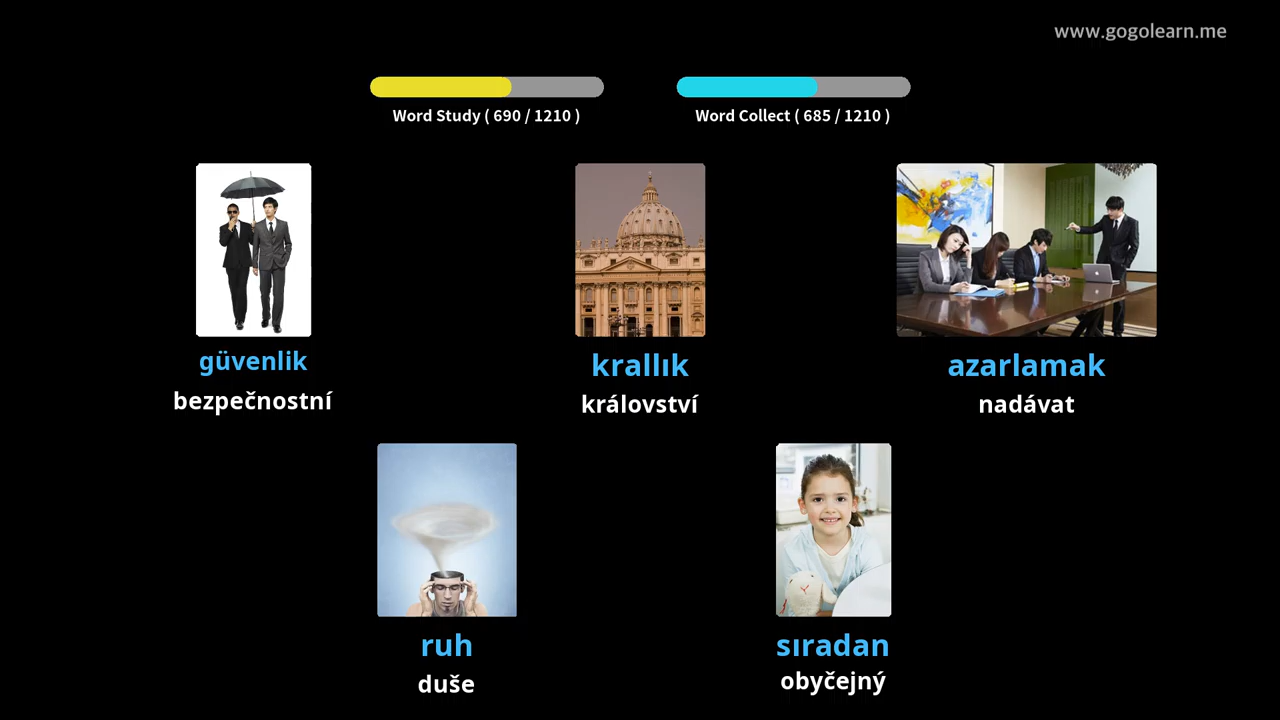 www.gogolearn.me
Word Study ( 690 / 1210 )
Word Collect ( 685 / 1210 )
güvenlik
bezpečnostní
krallık
království
azarlamak
nadávat
ruh
duše
sıradan
obyčejný